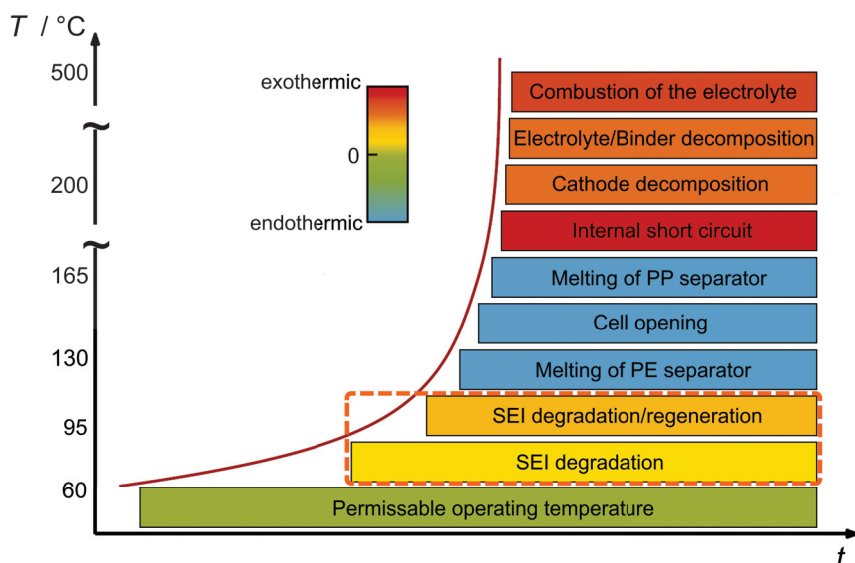 T / °C
500
200
165
130
95
60
exothermic
0
endothermic
Combustion of the electrolyte
Electrolyte/Binder decomposition
Cathode decomposition
Internal short circuit
Melting of PP separator
Cell opening
Melting of PE separator
SEI degradation/regeneration
SEI degradation
Permissable operating temperature
t